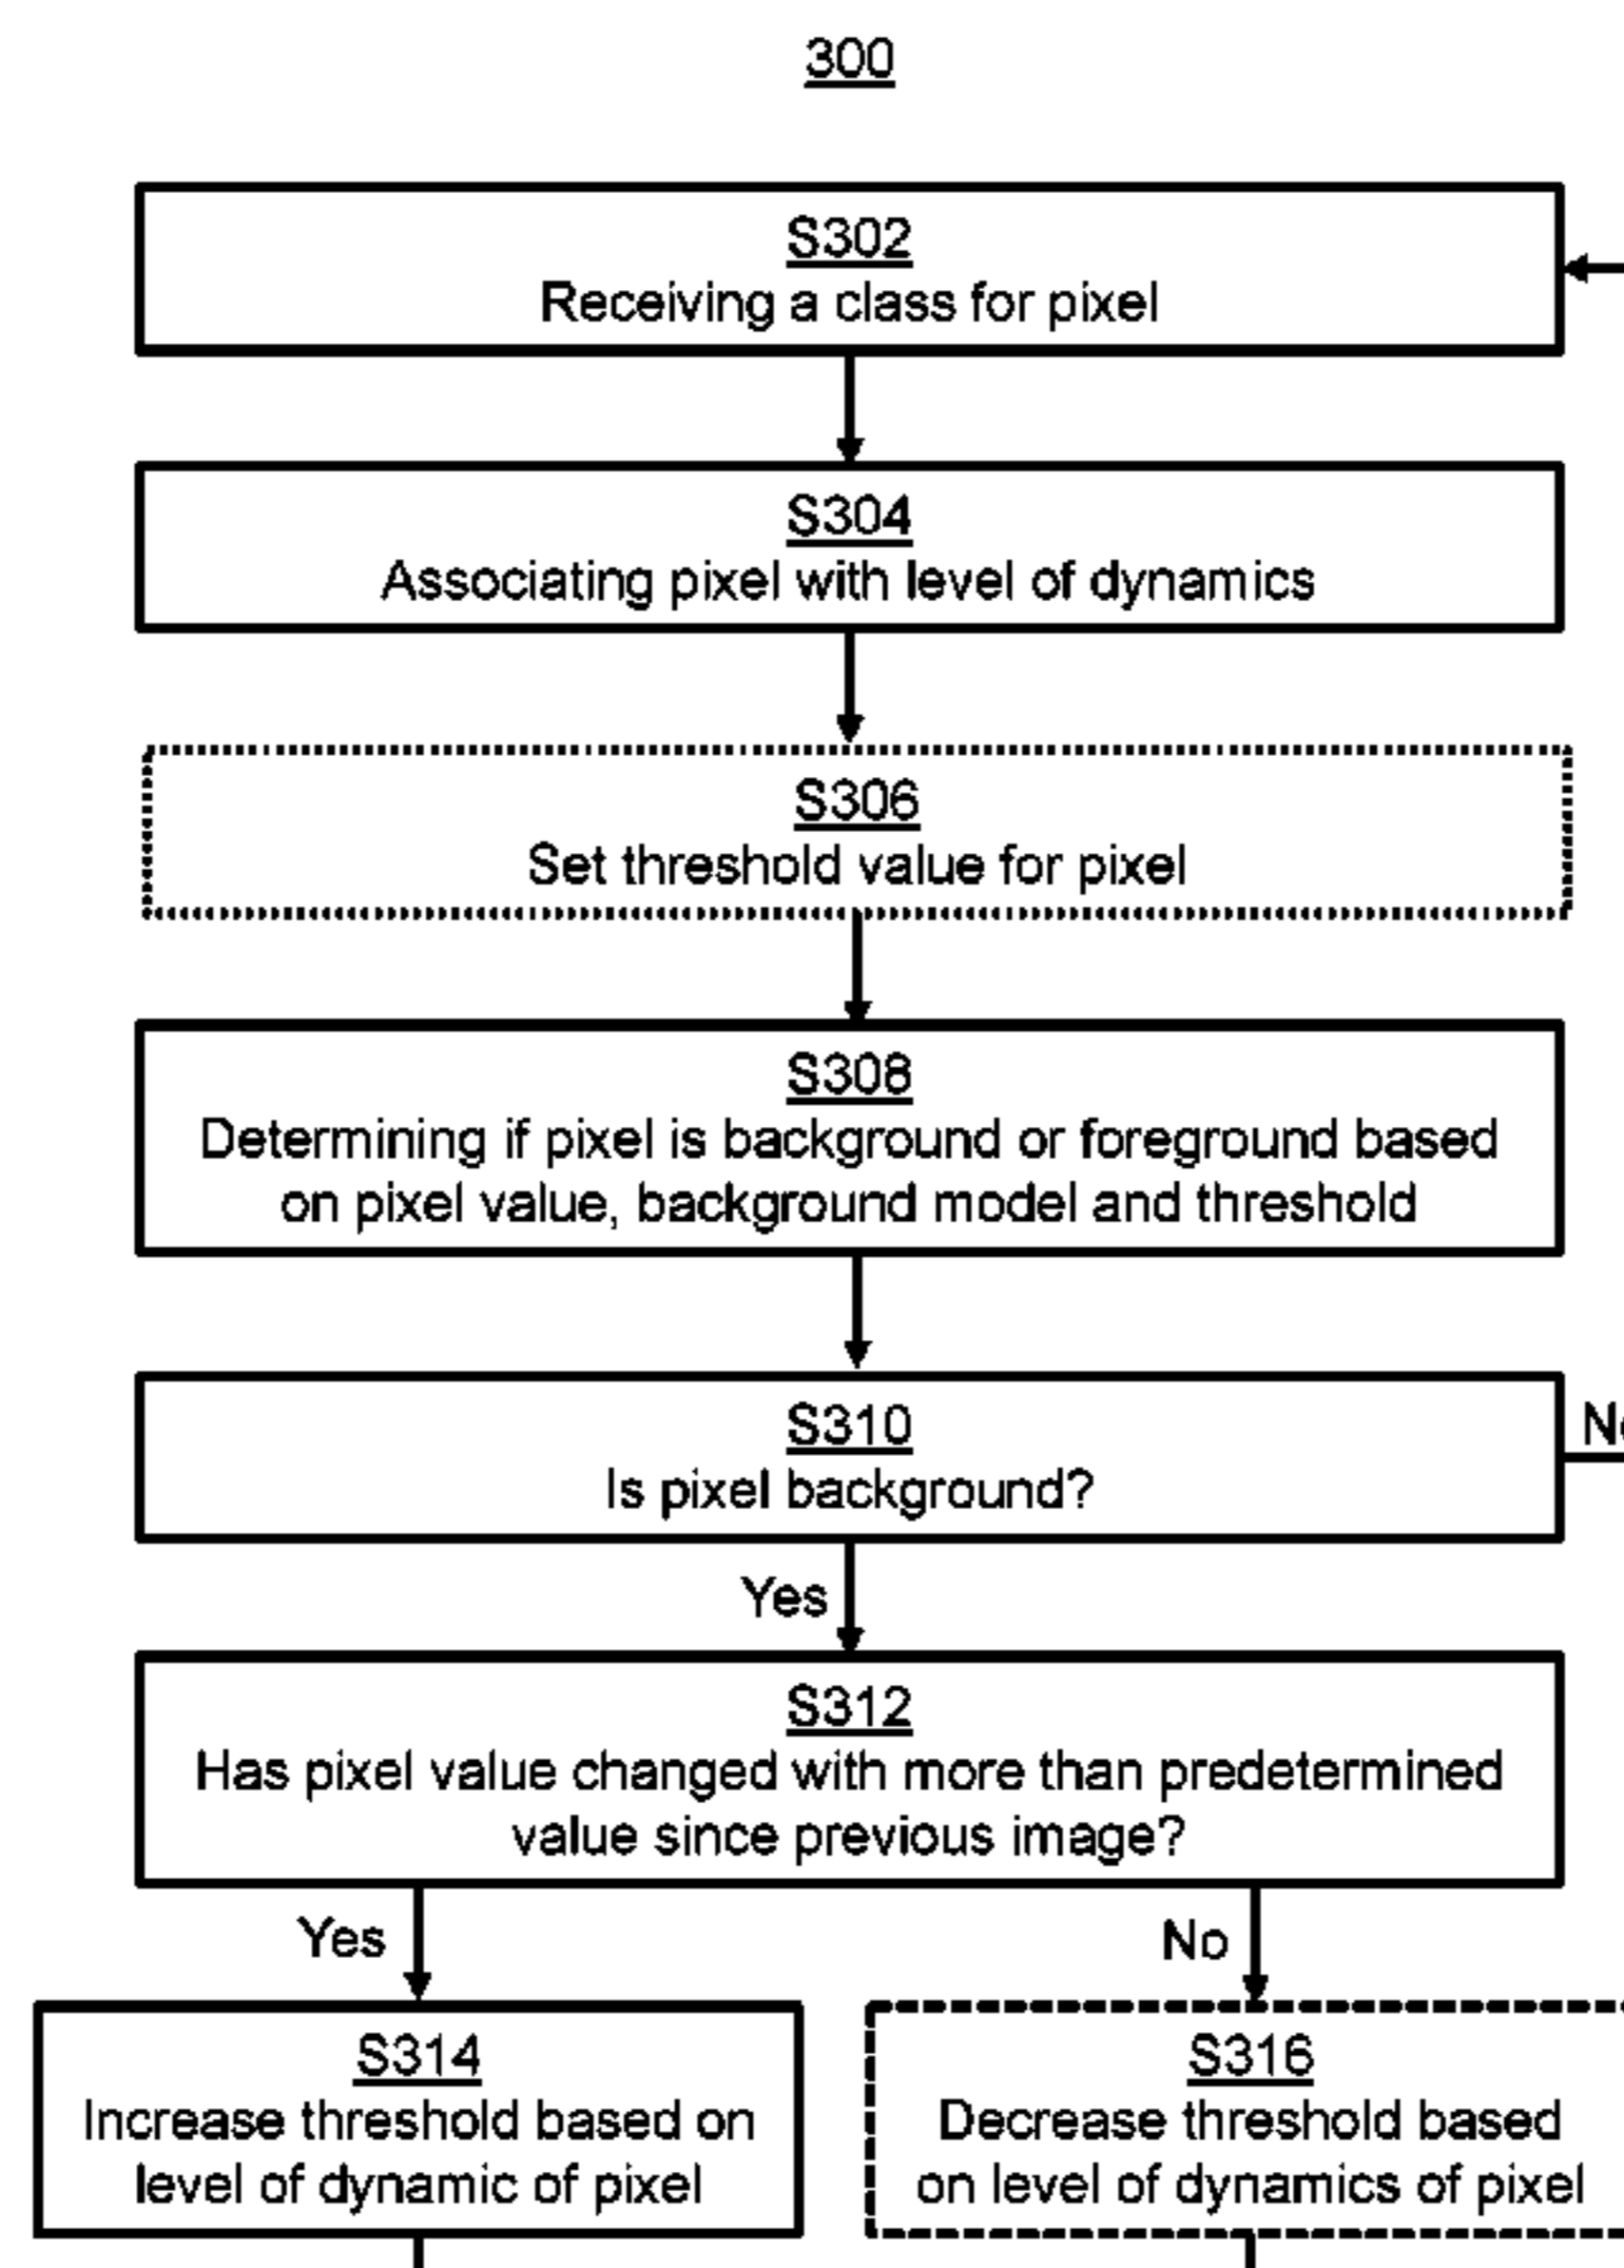 300
S302
Receiving a class for pixel
S304
Associating pixel with level of dynamics
S306
Set threshold value for pixel
S308
Determining if pixel is background or foreground based
on pixel value, background model and threshold
S310
Is pixel background?
Yes
S312
Has pixel value changed with more than predetermined
value since previous image?
Yes
No
S314
Increase threshold based on
level of dynamic of pixel
S316
Decrease threshold based
on level of dynamics of pixel